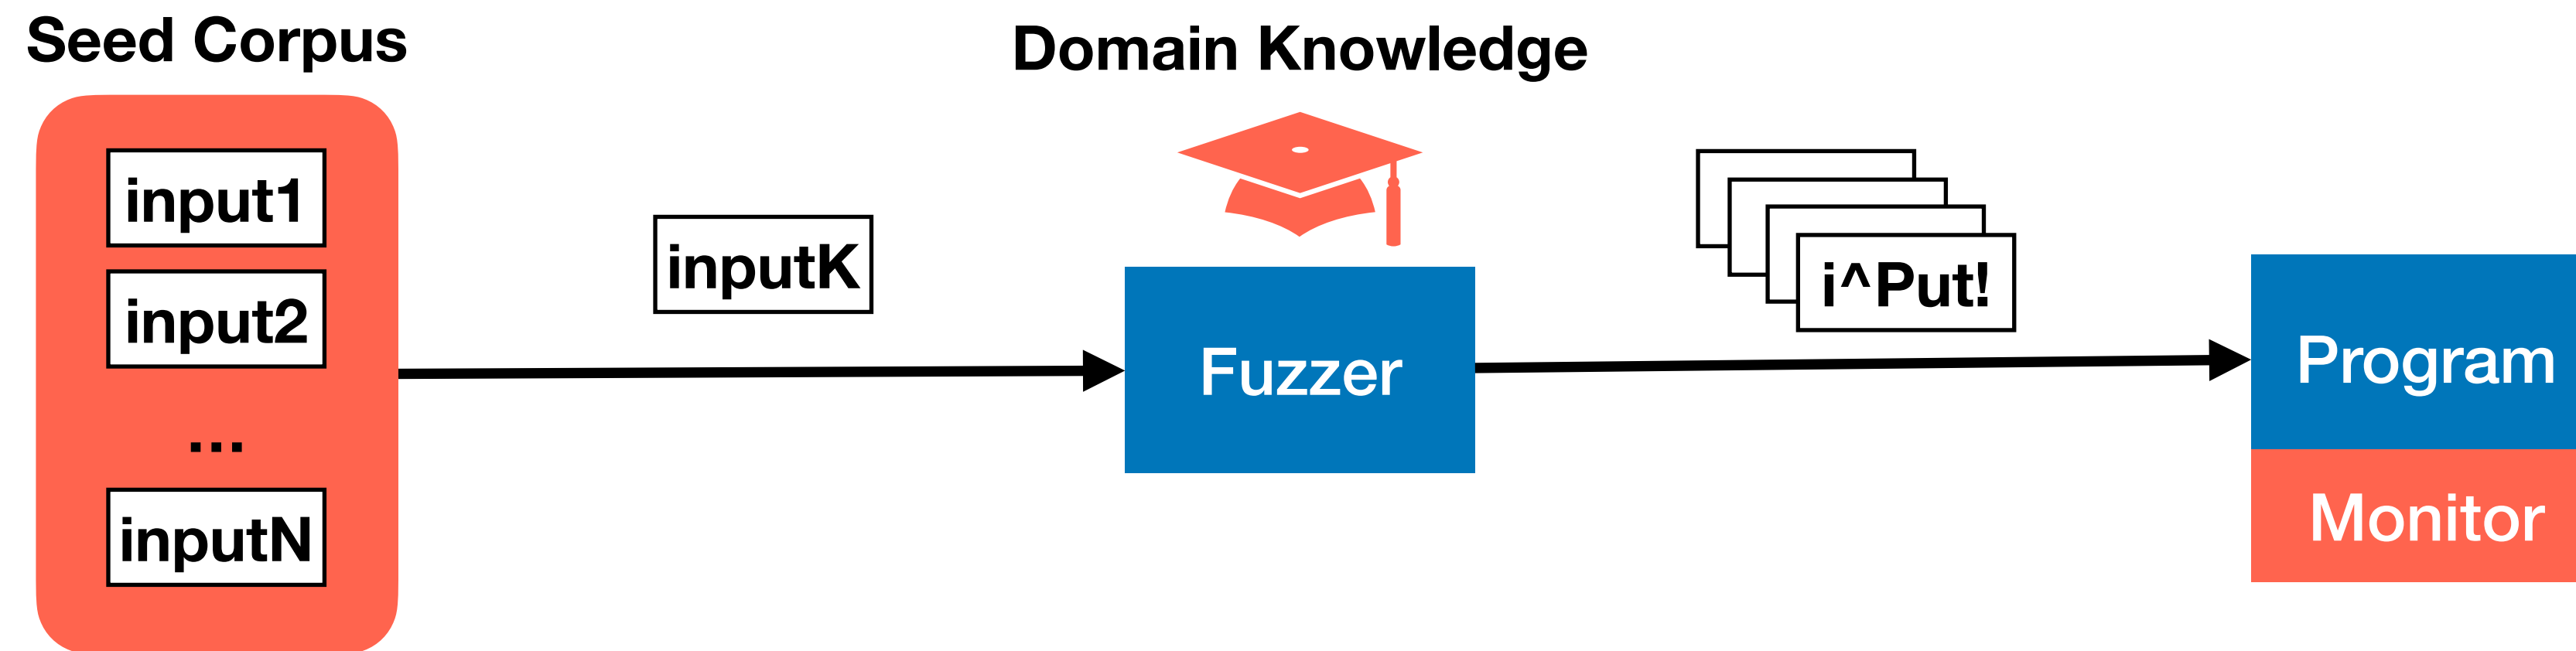 Seed Corpus
input1
input2
...
inputN
inputK
Domain Knowledge
Fuzzer
i^Put!
Program
Monitor